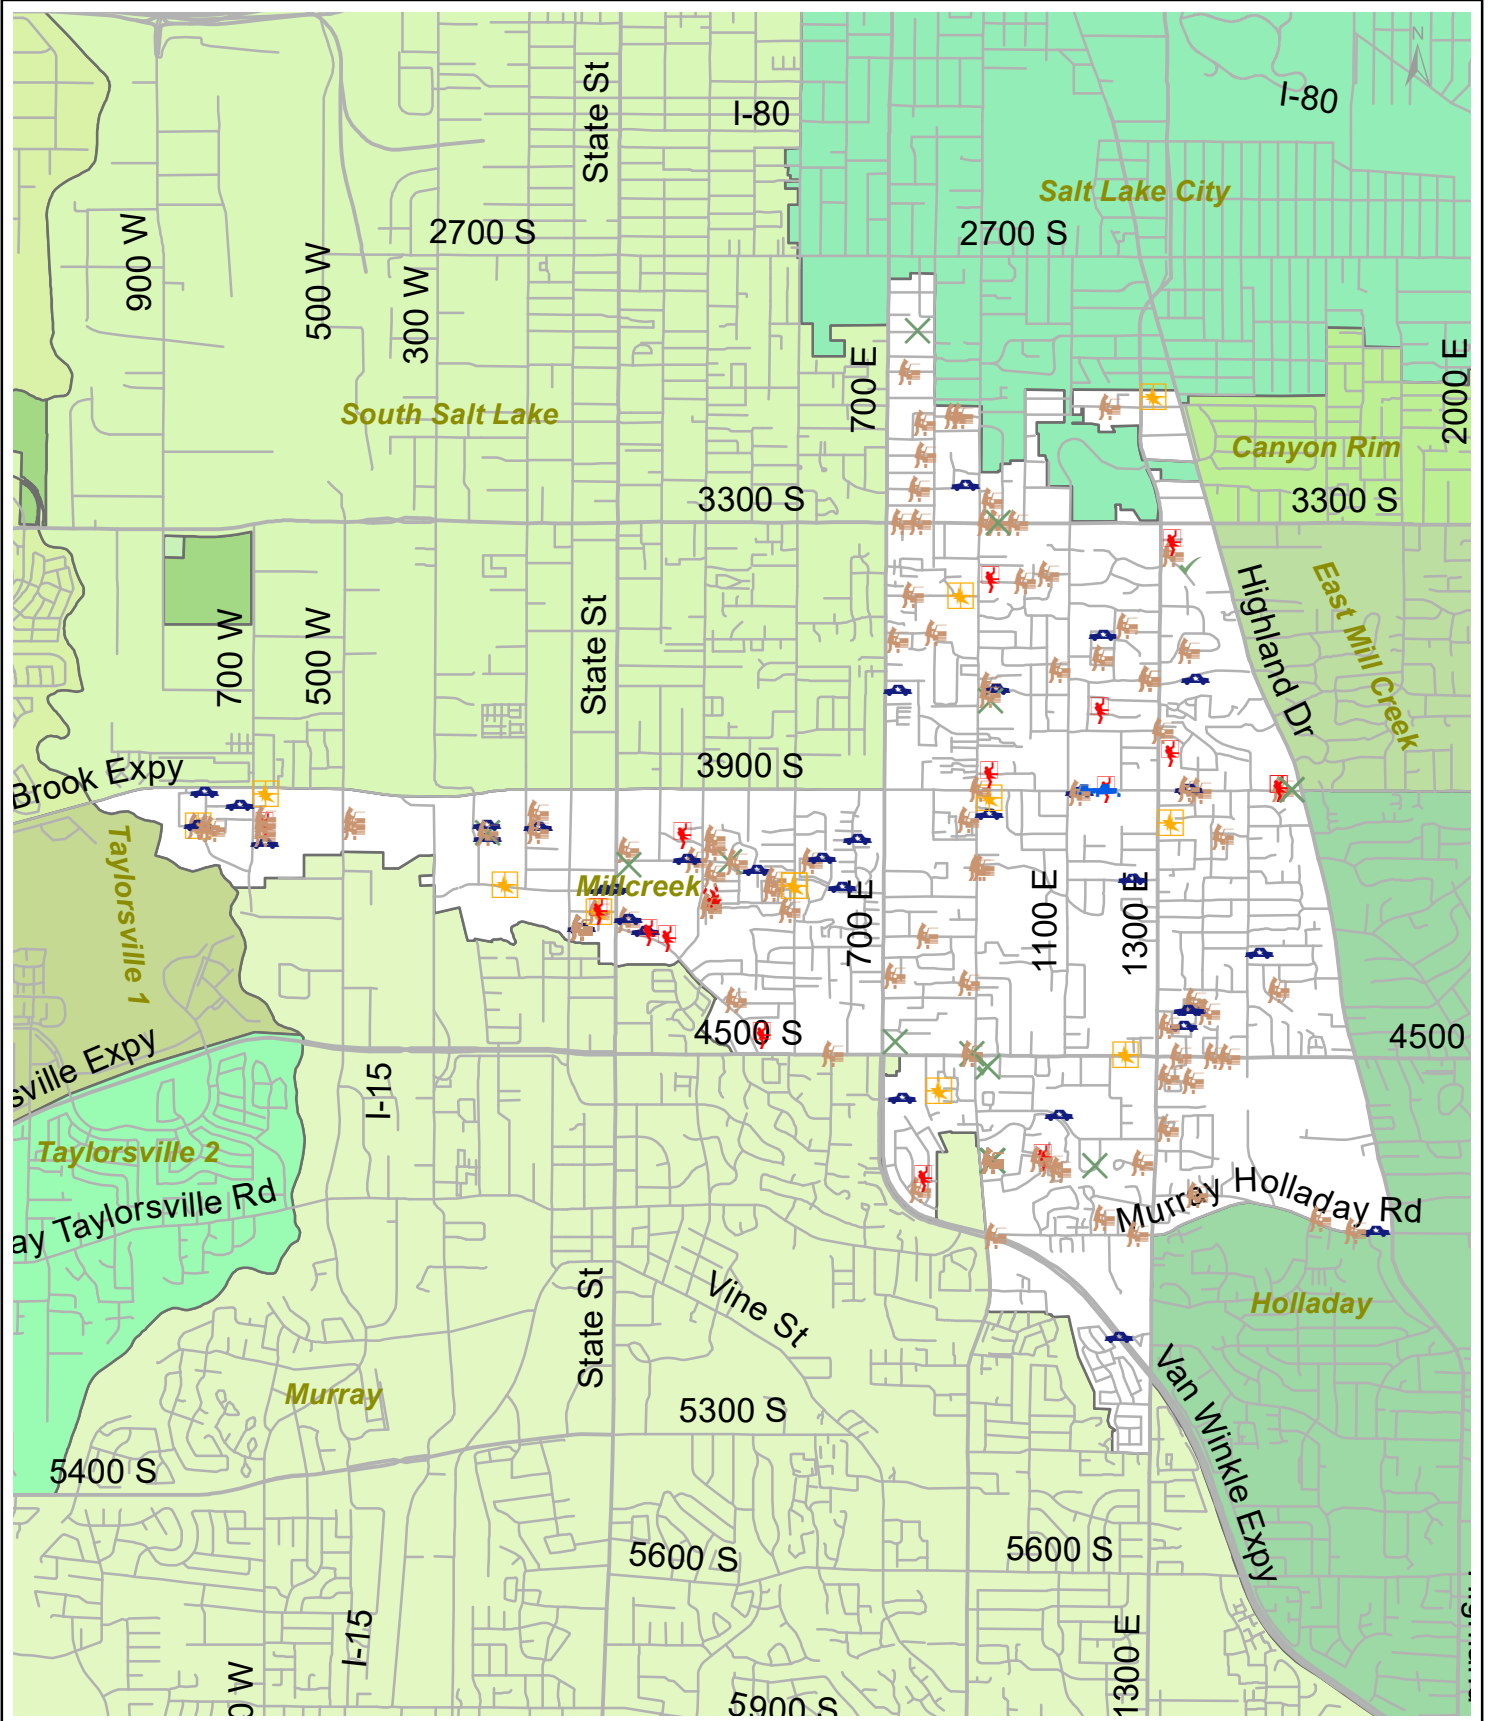 N
State St
I-80
I-80
Salt Lake City
2700 S
2700 S
900 W
500 W
300 W
700 E
2000 E
South Salt Lake
Canyon Rim
3300 S
3300 S
Highland Dr
East Mill Creek
700 W
500 W
State St
3900 S
Brook Expy
Taylorsville 1
Millcreek
700 E
1100 E
1300 E
4500 S
4500
sville Expy
I-15
Taylorsville 2
ay Taylorsville Rd
Murray Holladay Rd
Vine St
State St
Holladay
Murray
5300 S
Van Winkle Expy
5400 S
5600 S
5600 S
I-15
0 W
1300 E
5900 S